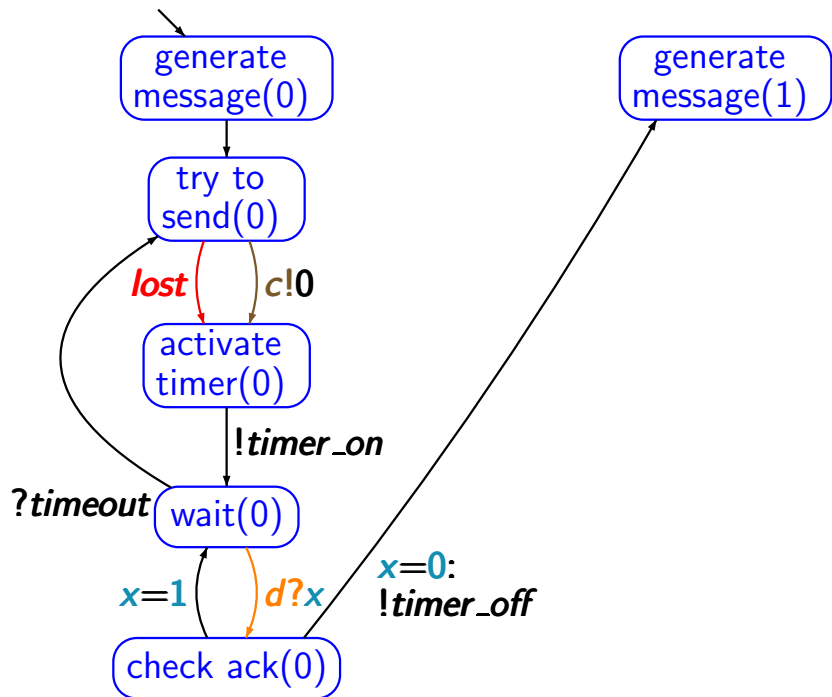 generate
message(0)
generate
message(1)
try to
send(0)
lost
c!0
activate
timer(0)
!timer_on
?timeout
wait(0)
x=1
d?x
x=0:
!timer_off
check ack(0)